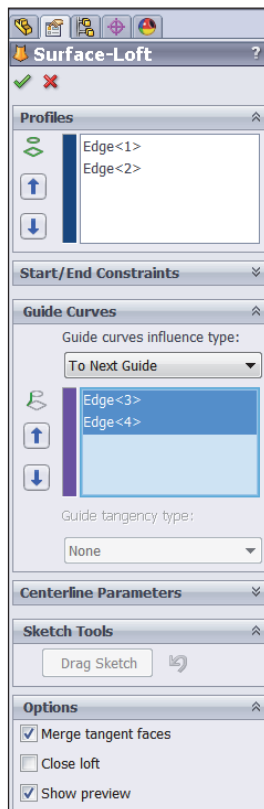 Surface-Loft ?
Profiles
Edge<1>
Edge<2>
Start/End Constraints
Guide Curves
Guide curves influence type:
To Next Guide
Edge<3>
Edge<4>
Guide tangency type:
None
Centerline Parameters
Sketch Tools
Drag Sketch
Options
Merge tangent faces
Close loft
Show preview